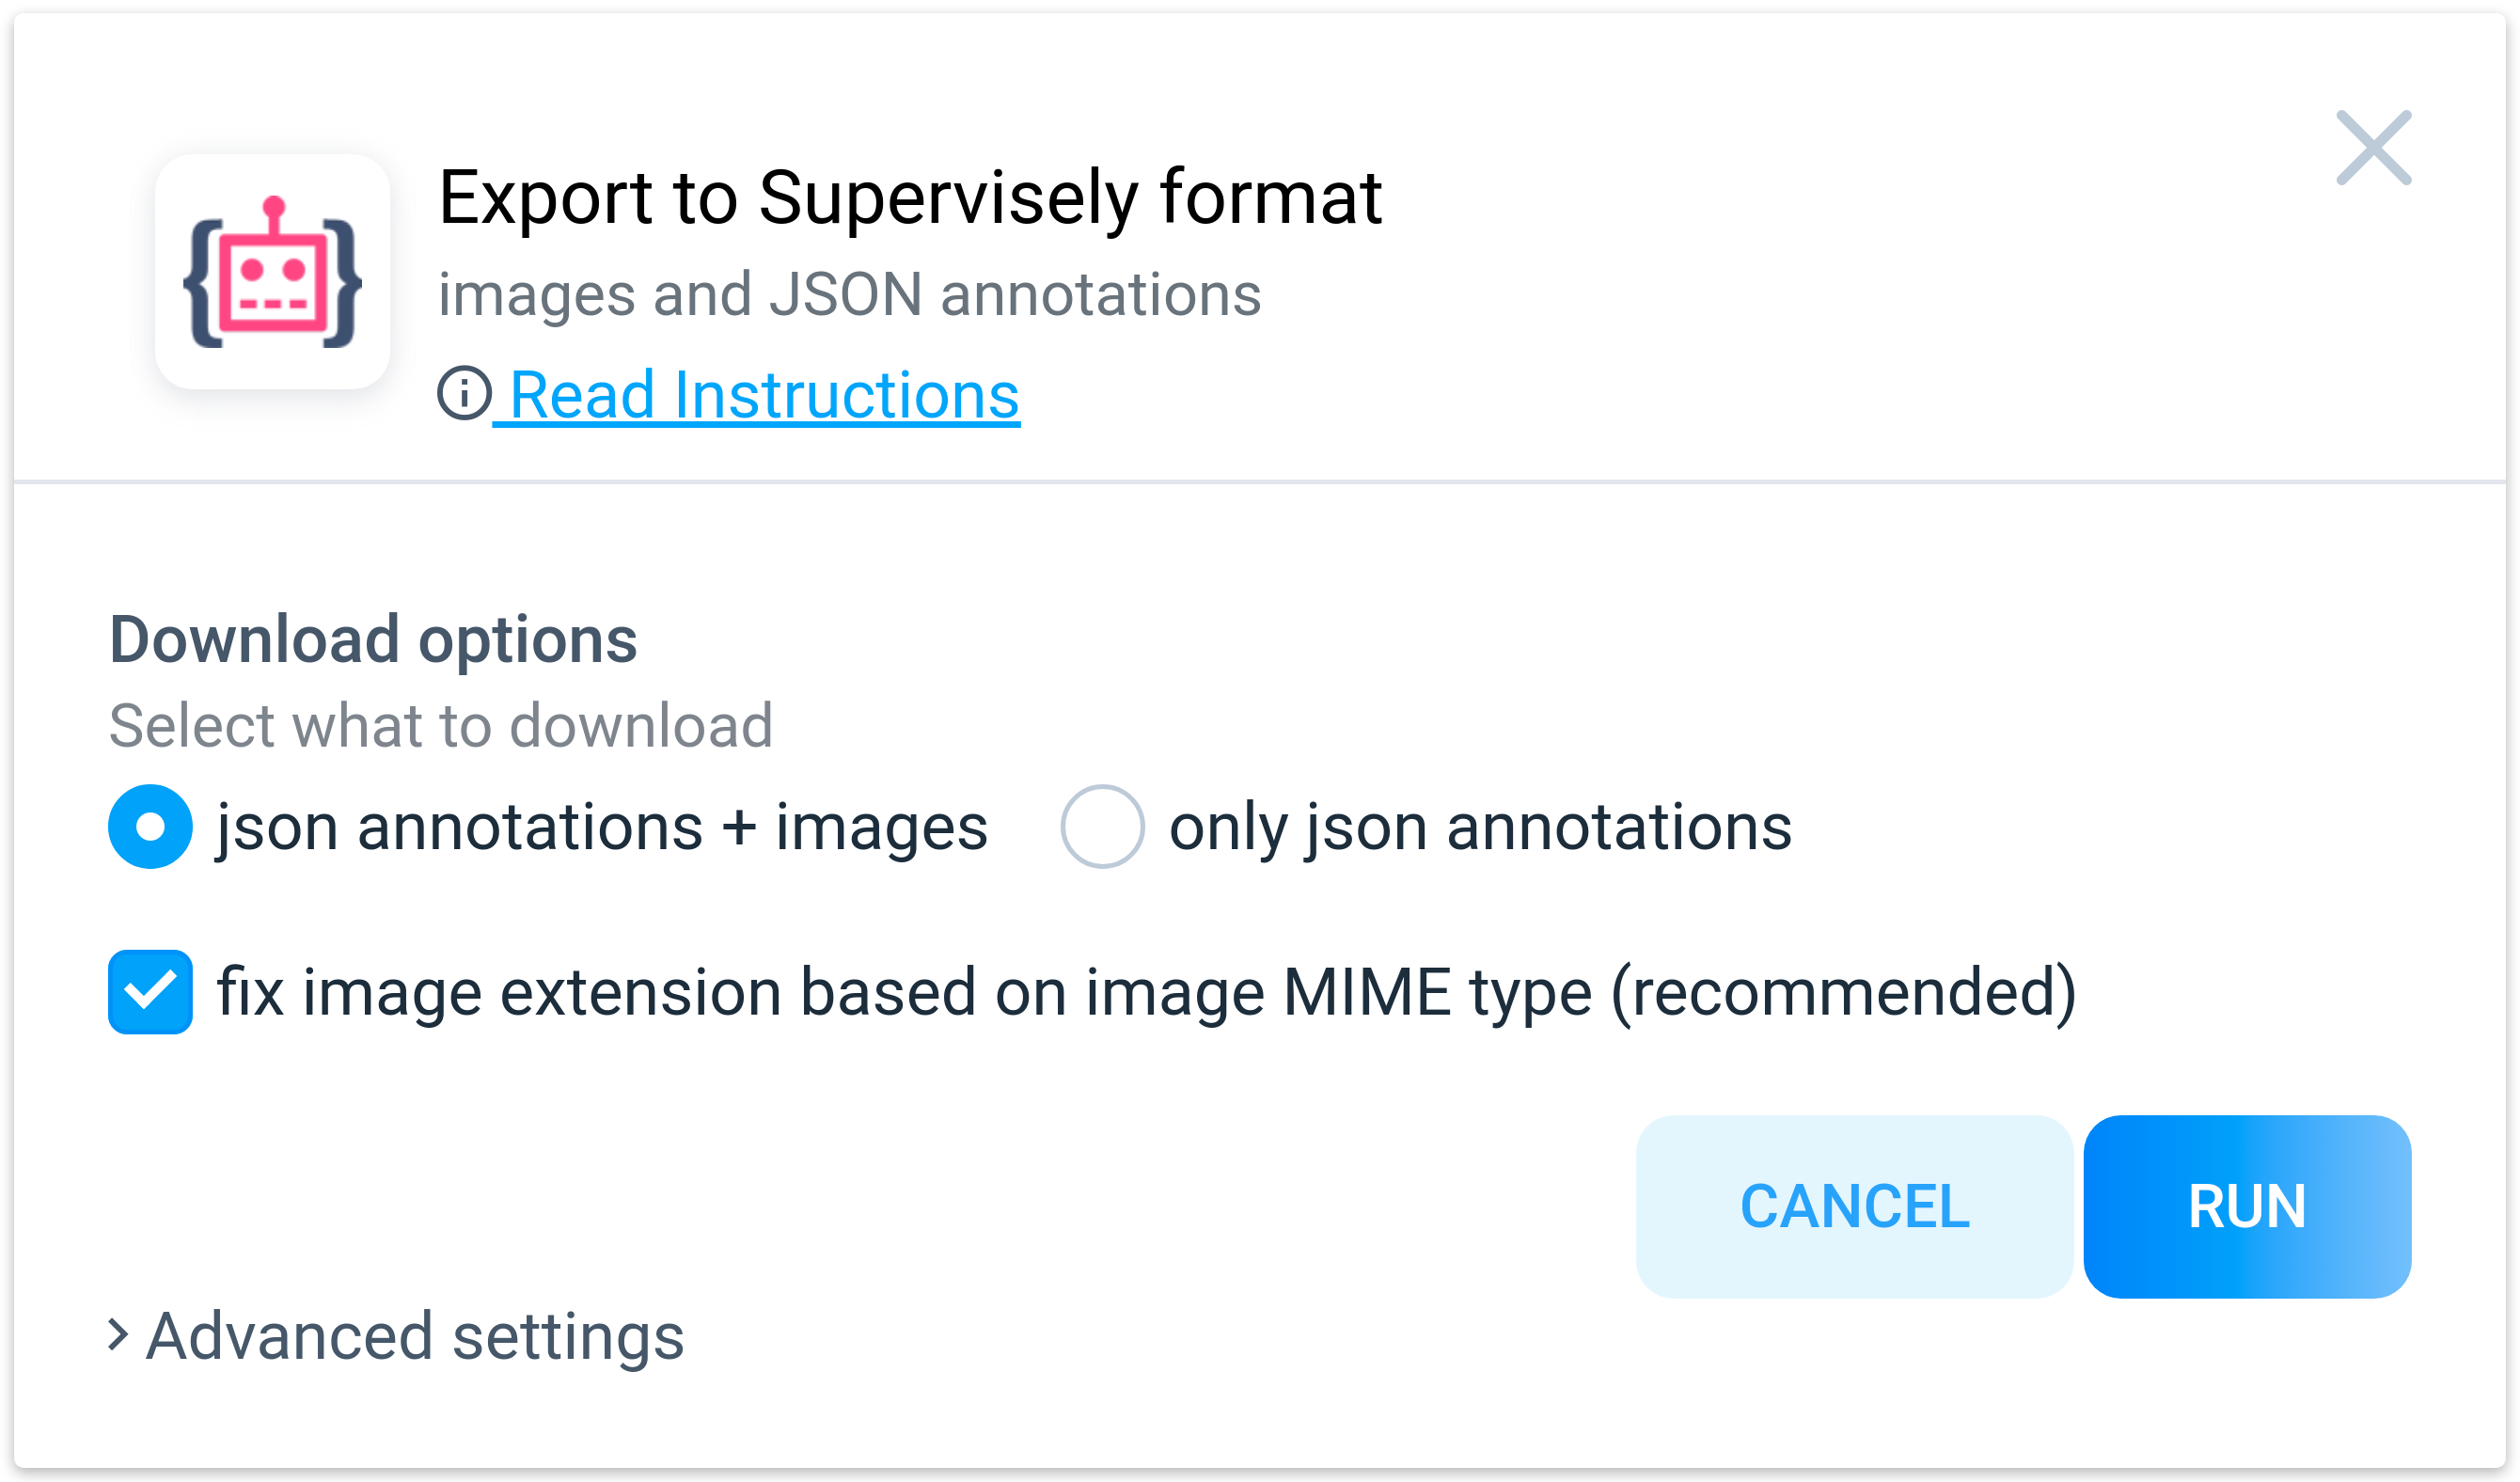 Export to Supervisely format
images and JSON annotations
Read Instructions
Download options
Select what to download
json annotations + images only json annotations
fix image extension based on image MIME type (recommended)
CANCEL RUN
Advanced settings